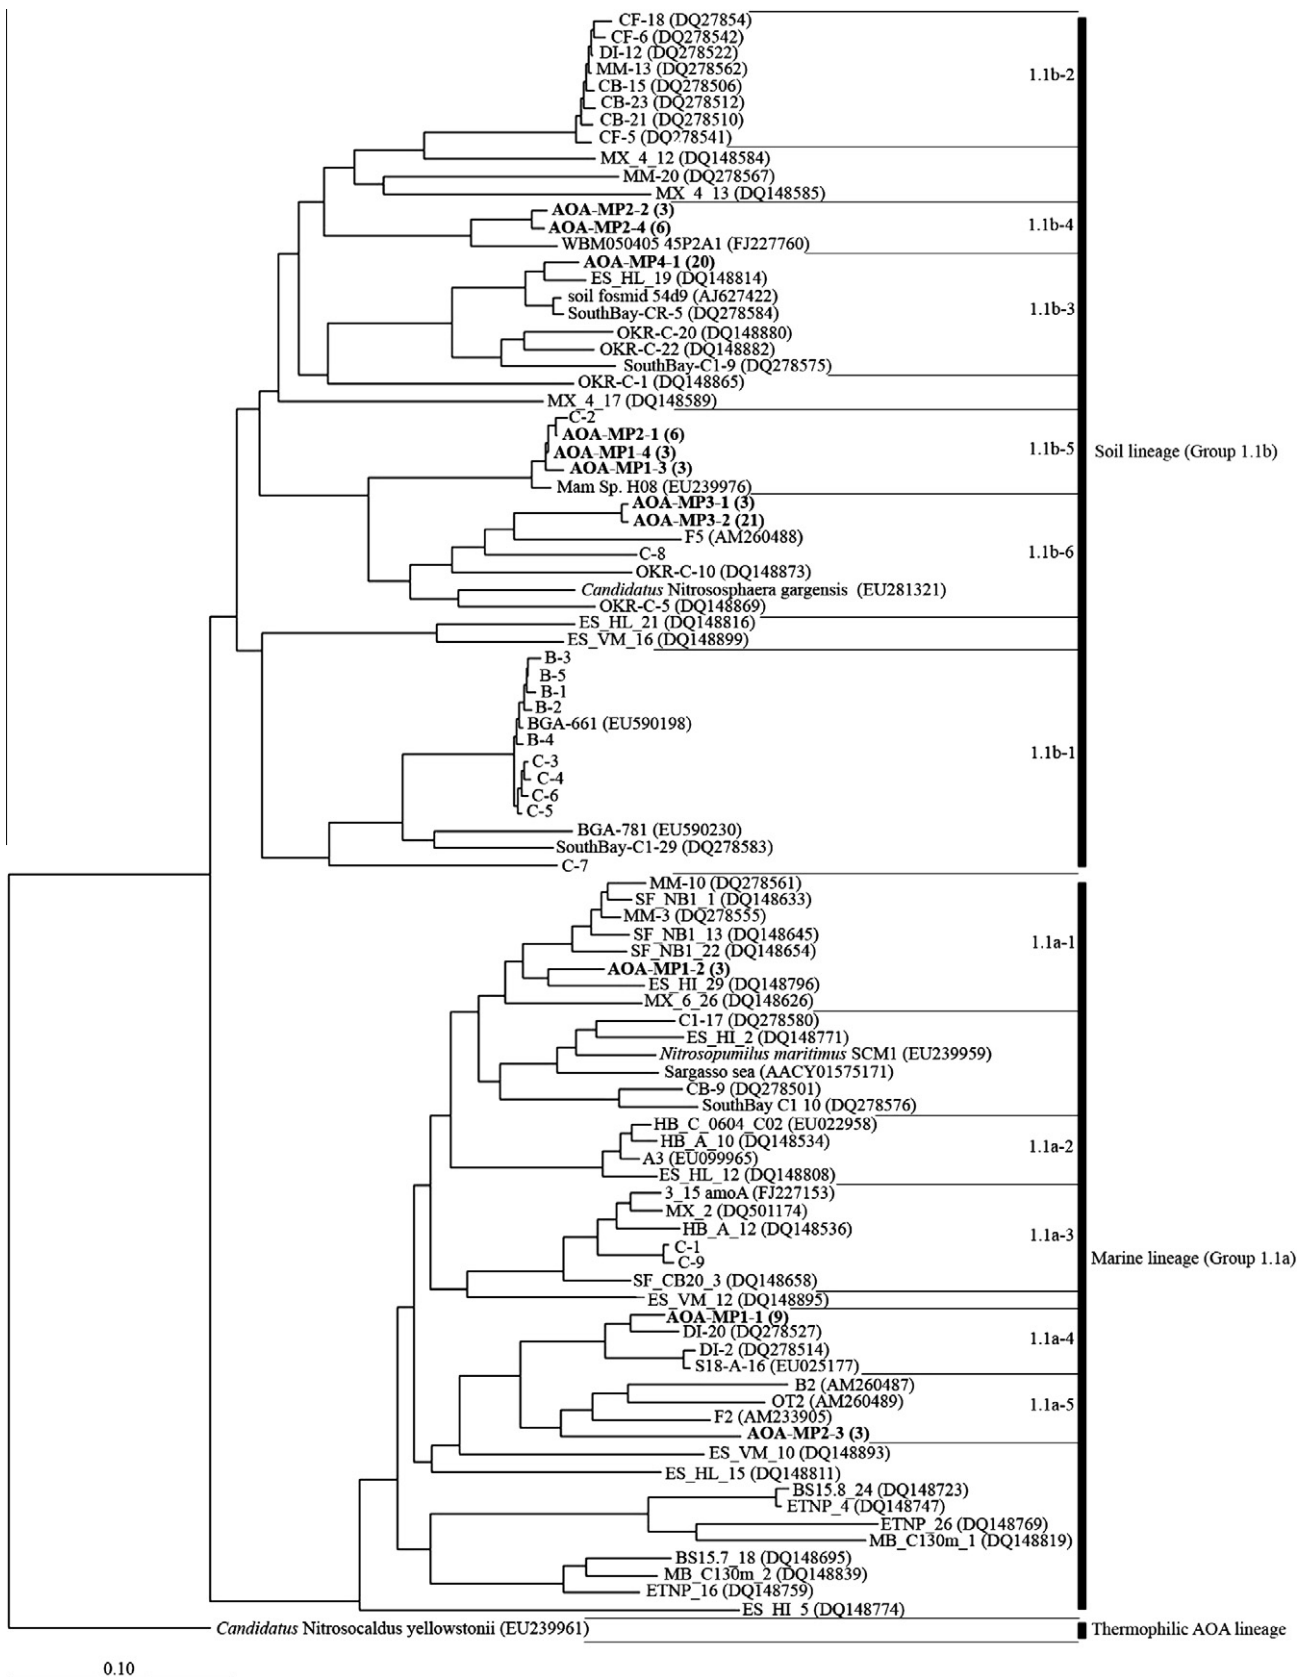 CF-18 (DQ27854)
CF-6 (DQ278542)
DI-12 (DQ278522)
MM-13 (DQ278562)
1.1b-2
CB-15 (DQ278506)
CB-23 (DQ278512)
CB-21 (DQ278510)
CF-5 (DQ278541)
MX_4_12 (DQ148584)
MM-20 (DQ278567)
MX_4_13 (DQ148585)
AOA-MP2-2 (3)
1.1b-4
AOA-MP2-4 (6)
WBM050405_45P2A1 (FJ227760)
AOA-MP4-1 (20)
ES_HL_19 (DQ148814)
soil fosmid 54d9 (AJ627422)
1.1b-3
SouthBay-CR-5 (DQ278584)
OKR-C-20 (DQ148880)
OKR-C-22 (DQ148882)
SouthBay-C1-9 (DQ278575)
OKR-C-1 (DQ148865)
MX_4_17 (DQ148589)
C-2
AOA-MP2-1 (6)
1.1b-5
Soil lineage (Group 1.1b)
AOA-MP1-4 (3)
AOA-MP1-3 (3)
Mam Sp. H08 (EU239976)
AOA-MP3-1 (3)
AOA-MP3-2 (21)
F5 (AM260488)
1.1b-6
C-8
OKR-C-10 (DQ148873)
Candidatus Nitrososphaera gargensis (EU281321)
OKR-C-5 (DQ148869)
ES_HL_21 (DQ148816)
ES_VM_16 (DQ148899)
B-3
B-5
B-1
B-2
BGA-661 (EU590198)
B-4
1.1b-1
C-3
C-4
C-6
C-5
BGA-781 (EU590230)
SouthBay-C1-29 (DQ278583)
C-7
MM-10 (DQ278561)
SF_NB1_1 (DQ148633)
MM-3 (DQ278555)
SF_NB1_13 (DQ148645)
1.1a-1
SF_NB1_22 (DQ148654)
AOA-MP1-2 (3)
ES_HI_29 (DQ148796)
MX_6_26 (DQ148626)
C1-17 (DQ278580)
ES_HI_2 (DQ148771)
Nitrosopumilus maritimus SCM1 (EU239959)
Sargasso sea (AACY01575171)
CB-9 (DQ278501)
SouthBay C1 10 (DQ278576)
HB_C_0604_C02 (EU022958)
HB_A_10 (DQ148534)
1.1a-2
A3 (EU099965)
ES_HL_12 (DQ148808)
3_15 amoA (FJ227153)
MX_2 (DQ501174)
HB_A_12 (DQ148536)
1.1a-3
C-1
C-9
Marine lineage (Group 1.1a)
SF_CB20_3 (DQ148658)
ES_VM_12 (DQ148895)
AOA-MP1-1 (9)
DI-20 (DQ278527)
1.1a-4
DI-2 (DQ278514)
S18-A-16 (EU025177)
B2 (AM260487)
OT2 (AM260489)
1.1a-5
F2 (AM233905)
AOA-MP2-3 (3)
ES_VM_10 (DQ148893)
ES_HL_15 (DQ148811)
BS15.8_24 (DQ148723)
ETNP_4 (DQ148747)
ETNP_26 (DQ148769)
MB_C130m_1 (DQ148819)
BS15.7_18 (DQ148695)
MB_C130m_2 (DQ148839)
ETNP_16 (DQ148759)
ES_HI_5 (DQ148774)
Candidatus Nitrosocaldus yellowstonii (EU239961)
Thermophilic AOA lineage
0.10